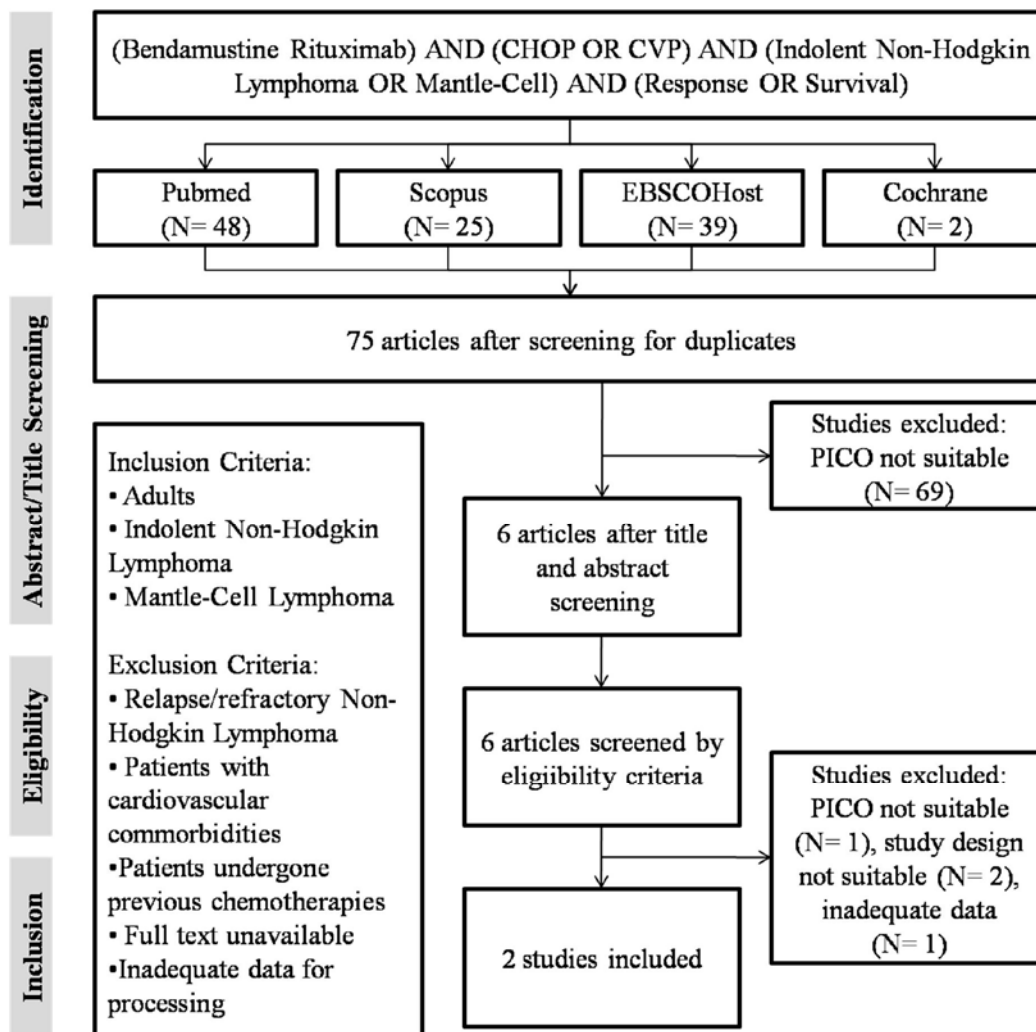 Identification
(Bendamustine Rituximab) AND (CHOP OR CVP) AND (Indolent Non-Hodgkin
Lymphoma OR Mantle-Cell) AND (Response OR Survival)
Pubmed
(N= 48)
Scopus
(N= 25)
EBSCOHost
(N= 39)
Cochrane
(N= 2)
Abstract/Title Screening
75 articles after screening for duplicates
Studies excluded:
PICO not suitable
(N= 69)
6 articles after title
and abstract
screening
Inclusion Criteria:
• Adults
• Indolent Non-Hodgkin
Lymphoma
• Mantle-Cell Lymphoma
Exclusion Criteria:
• Relapse/refractory Non-
Hodgkin Lymphoma
• Patients with
cardiovascular
commorbidities
•Patients undergone
previous chemotherapies
• Full text unavailable
•Inadequate data for
processing
Eligibility
6 articles screened by
eligiibility criteria
Studies excluded:
PICO not suitable
(N= 1), study design
not suitable (N= 2),
inadequate data
(N= 1)
Inclusion
2 studies included